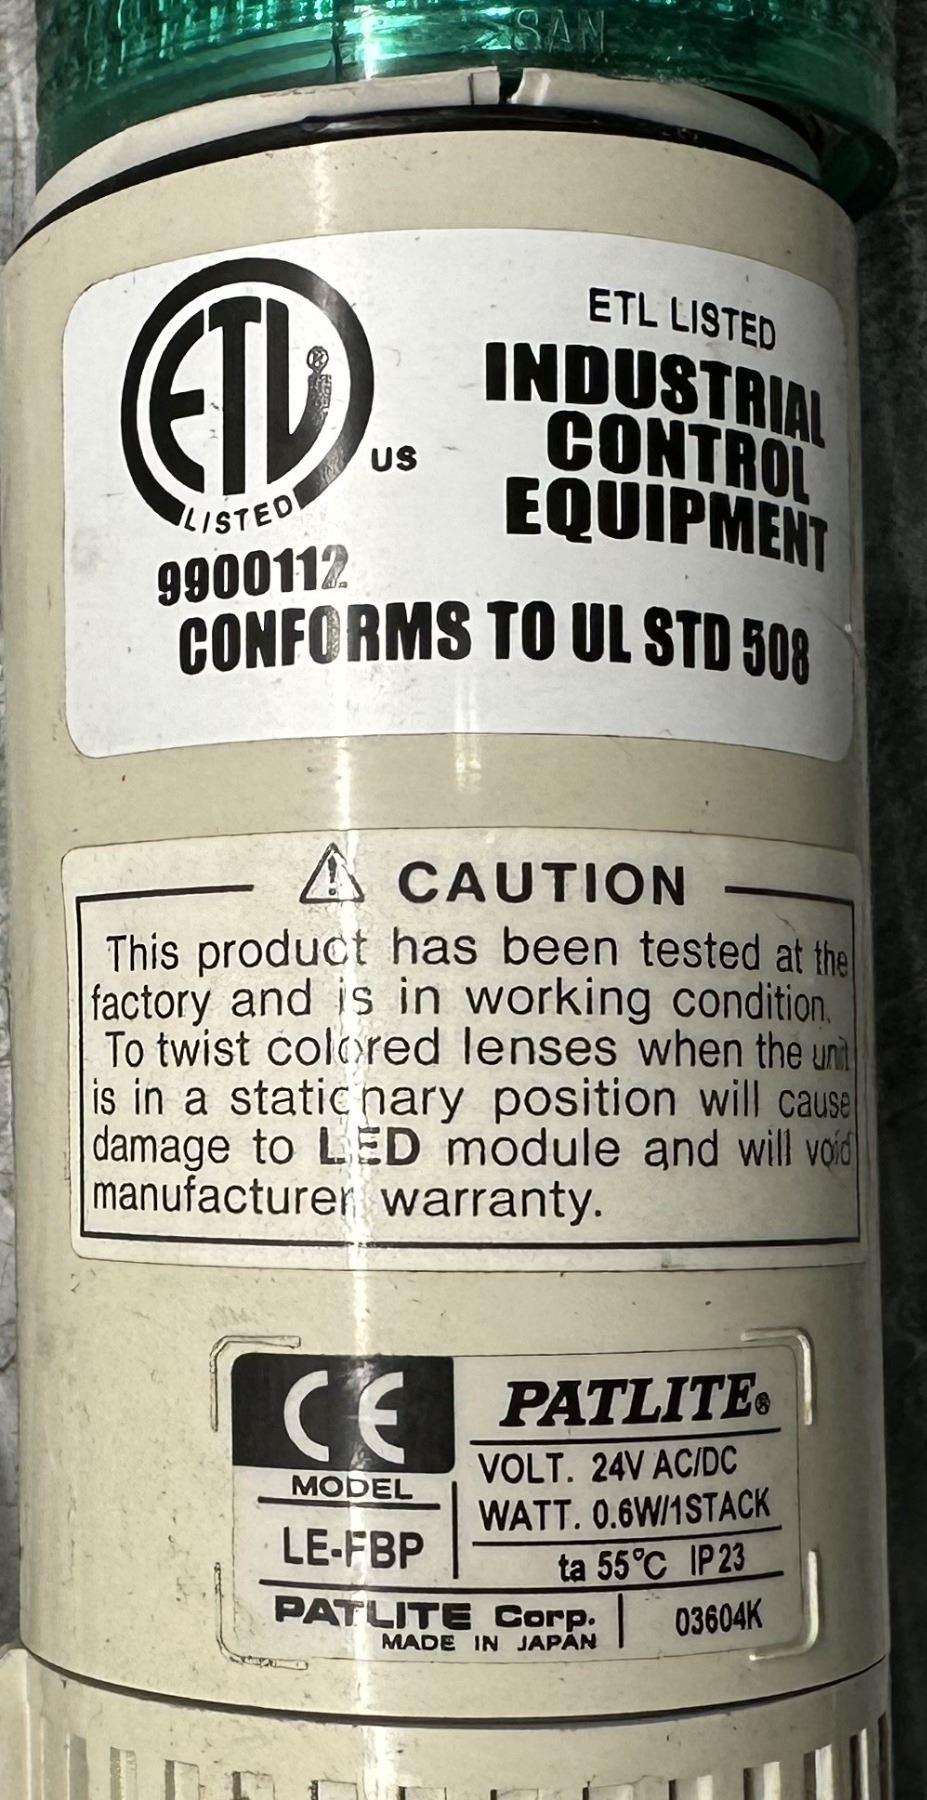 SAN
ETL
LISTED
US
9900112
ETL LISTED
INDUSTRIAL
CONTROL
EQUIPMENT
CONFORMS TO UL STD 508
CAUTION
This product has been tested at the
factory and is in working condition.
To twist colored lenses when the unit
is in a stationary position will cause
damage to LED module and will void
manufacturer warranty.
CE
PATLITE®
MODEL
LE-FBP
VOLT. 24V AC/DC
WATT. 0.6W/1STACK
ta 55°C IP23
PATLITE Corp.
MADE IN JAPAN
03604K